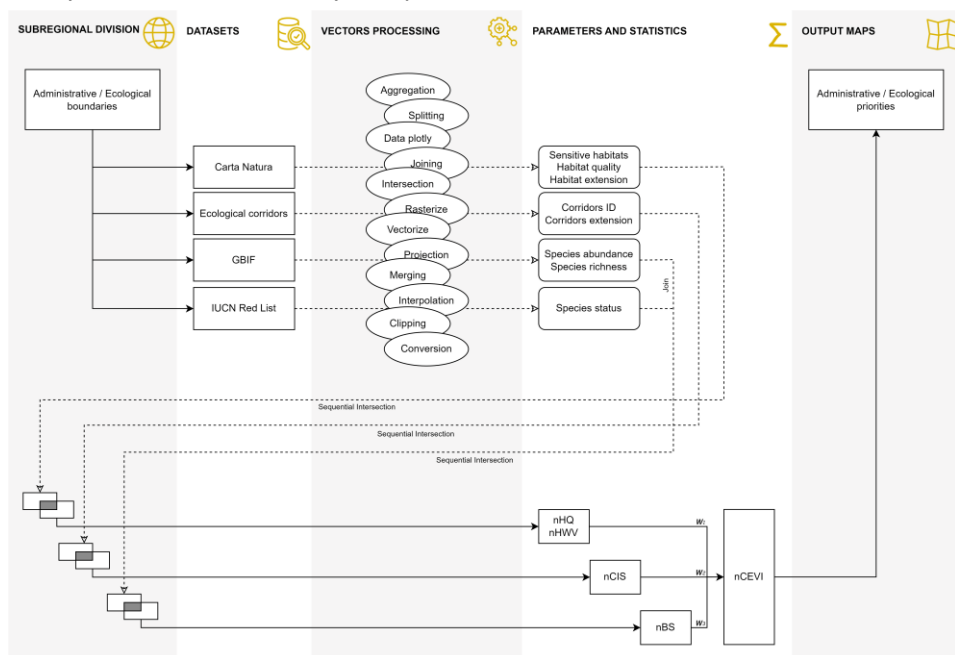 SUBREGIONAL DIVISION
DATASETS
VECTORS PROCESSING
PARAMETERS AND STATISTICS
OUTPUT MAPS
Administrative / Ecological
boundaries
Carta Natura
Ecological corridors
GBIF
IUCN Red List
Aggregation
Splitting
Data plotly
Joining
Intersection
Rasterize
Vectorize
Projection
Merging
Interpolation
Clipping
Conversion
Sensitive habitats
Habitat quality
Habitat extension
Corridors ID
Corridors extension
Species abundance
Species richness
Species status
Join
Administrative / Ecological
priorities
Sequential Intersection
Sequential Intersection
Sequential Intersection
nHQ
nHWV
W₁
nCIS
W₂
nBS
W₃
nCEVI